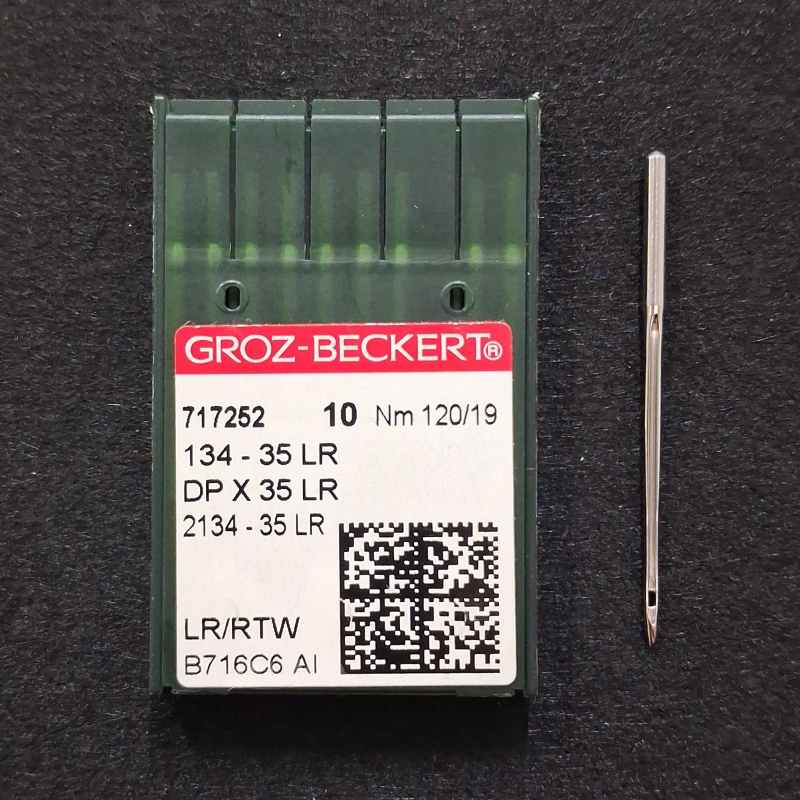 GROZ-BECKERT®
717252 10 Nm 120/19
134 - 35 LR
DP X 35 LR
2134 - 35 LR
LR/RTW
B716C6 AI